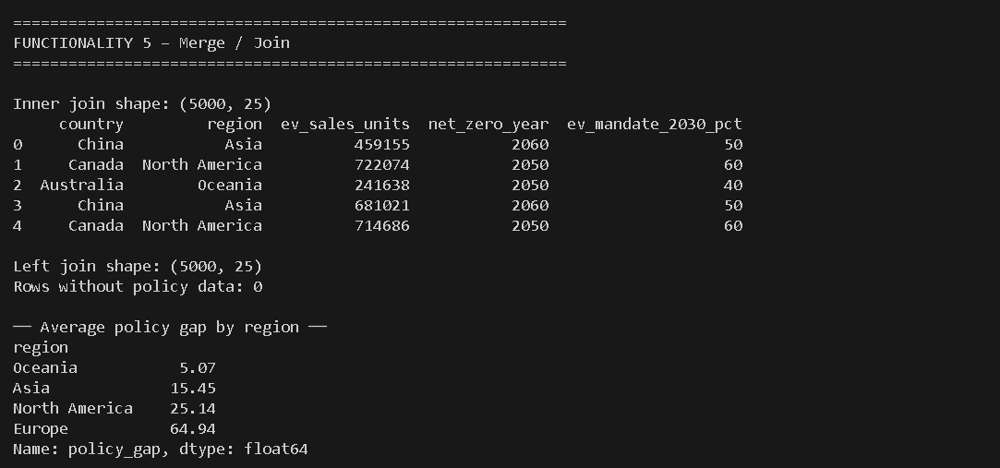 ============================================================
FUNCTIONALITY 5 – Merge / Join
============================================================
Inner join shape: (5000, 25)
country region ev_sales_units net_zero_year ev_mandate_2030_pct
0 China Asia 459155 2060 50
1 Canada North America 722074 2050 60
2 Australia Oceania 241638 2050 40
3 China Asia 681021 2060 50
4 Canada North America 714686 2050 60
Left join shape: (5000, 25)
Rows without policy data: 0
── Average policy gap by region ──
region
Oceania 5.07
Asia 15.45
North America 25.14
Europe 64.94
Name: policy_gap, dtype: float64